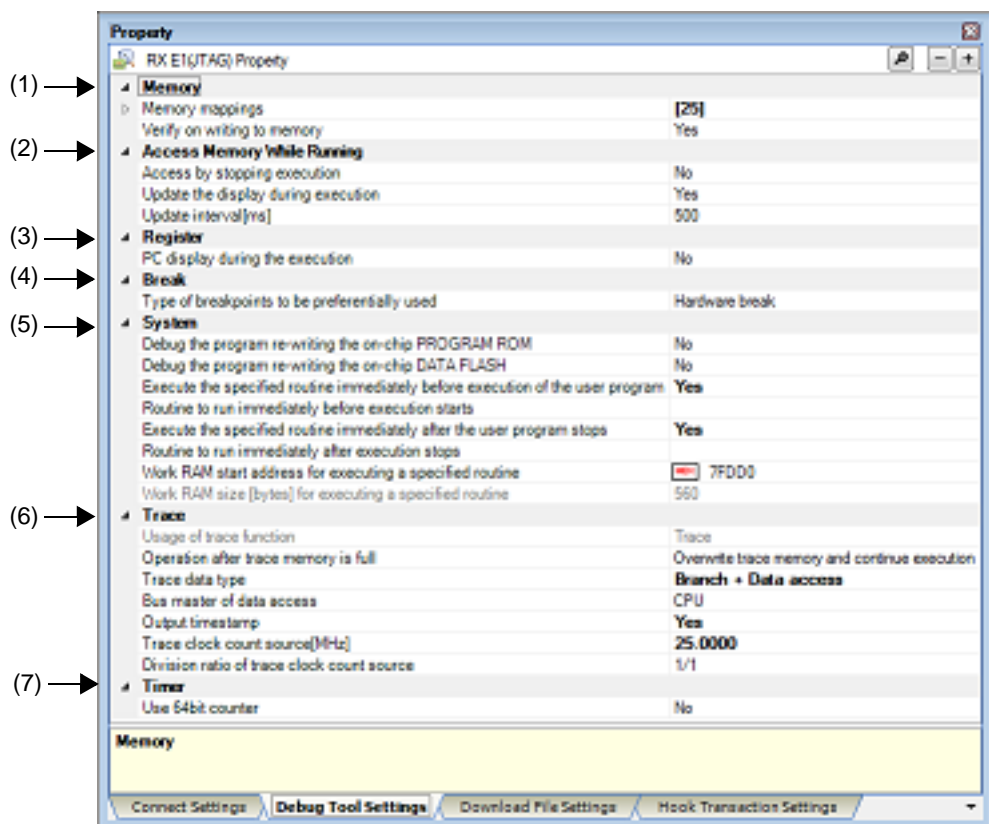 Property
RX E1(JTAG) Property
(1) Memory
Memory mappings [25]
Verify on writing to memory Yes
(2) Access Memory While Running
Access by stopping execution No
Update the display during execution Yes
Update interval[ms] 500
(3) Register
PC display during the execution No
(4) Break
Type of breakpoints to be preferentially used Hardware break
(5) System
Debug the program re-writing the on-chip PROGRAM ROM No
Debug the program re-writing the on-chip DATA FLASH No
Execute the specified routine immediately before execution of the user program Yes
Routine to run immediately before execution starts
Execute the specified routine immediately after the user program stops Yes
Routine to run immediately after execution stops
Work RAM start address for executing a specified routine 7FDD0
Work RAM size [bytes] for executing a specified routine 560
(6) Trace
Usage of trace function Trace
Operation after trace memory is full Overwrite trace memory and continue execution
Trace data type Branch + Data access
Bus master of data access CPU
Output timestamp Yes
Trace clock count source[MHz] 25.0000
Division ratio of trace clock count source 1/1
(7) Timer
Use 64bit counter No
Memory
Connect Settings Debug Tool Settings Download File Settings Hook Transaction Settings